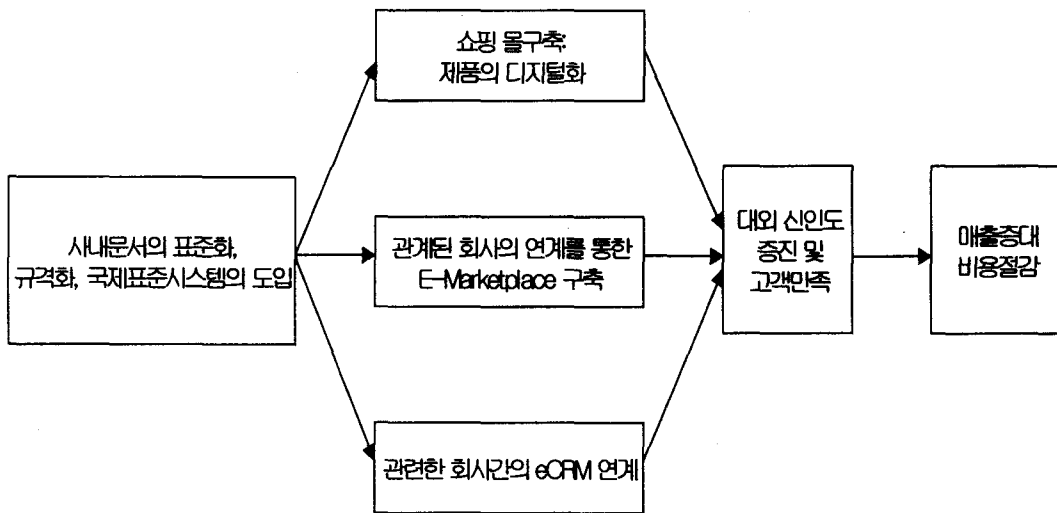 쇼핑 몰구축:
제품의 디지털화
사내문서의 표준화,
규격화, 국제표준시스템의 도입
관계된 회사의 연계를 통한
E-Marketplace 구축
관련한 회사간의 eCRM 연계
대외 신인도
증진 및
고객만족
매출증대
비용절감